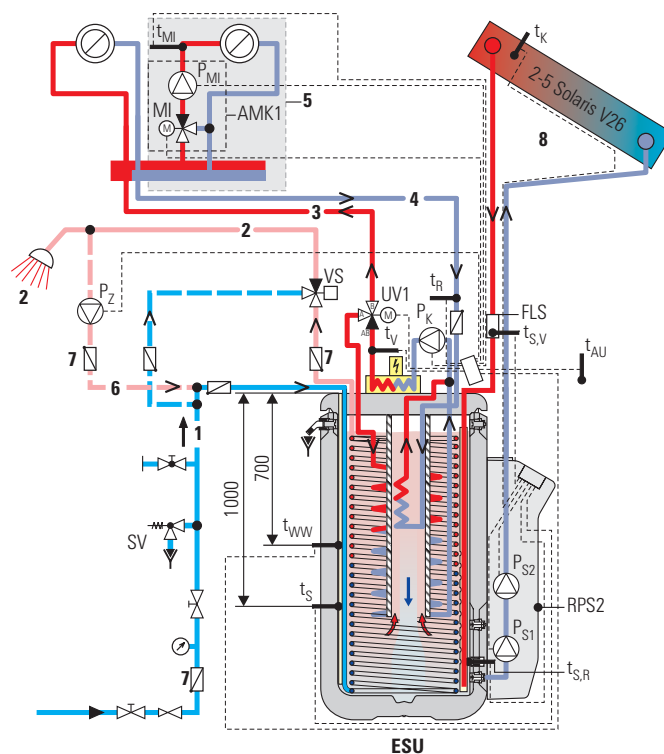 tMI
tK
PMI
2-5 Solaris V26
5
MI
M
AMK1
8
3
4
2
2
PZ
VS
UV1
B
A
M
AB
tR
PK
FLS
tS,V
tV
tAU
7
7
6
1
700
1000
tWW
SV
tS
PS2
RPS2
PS1
7
tS,R
ESU